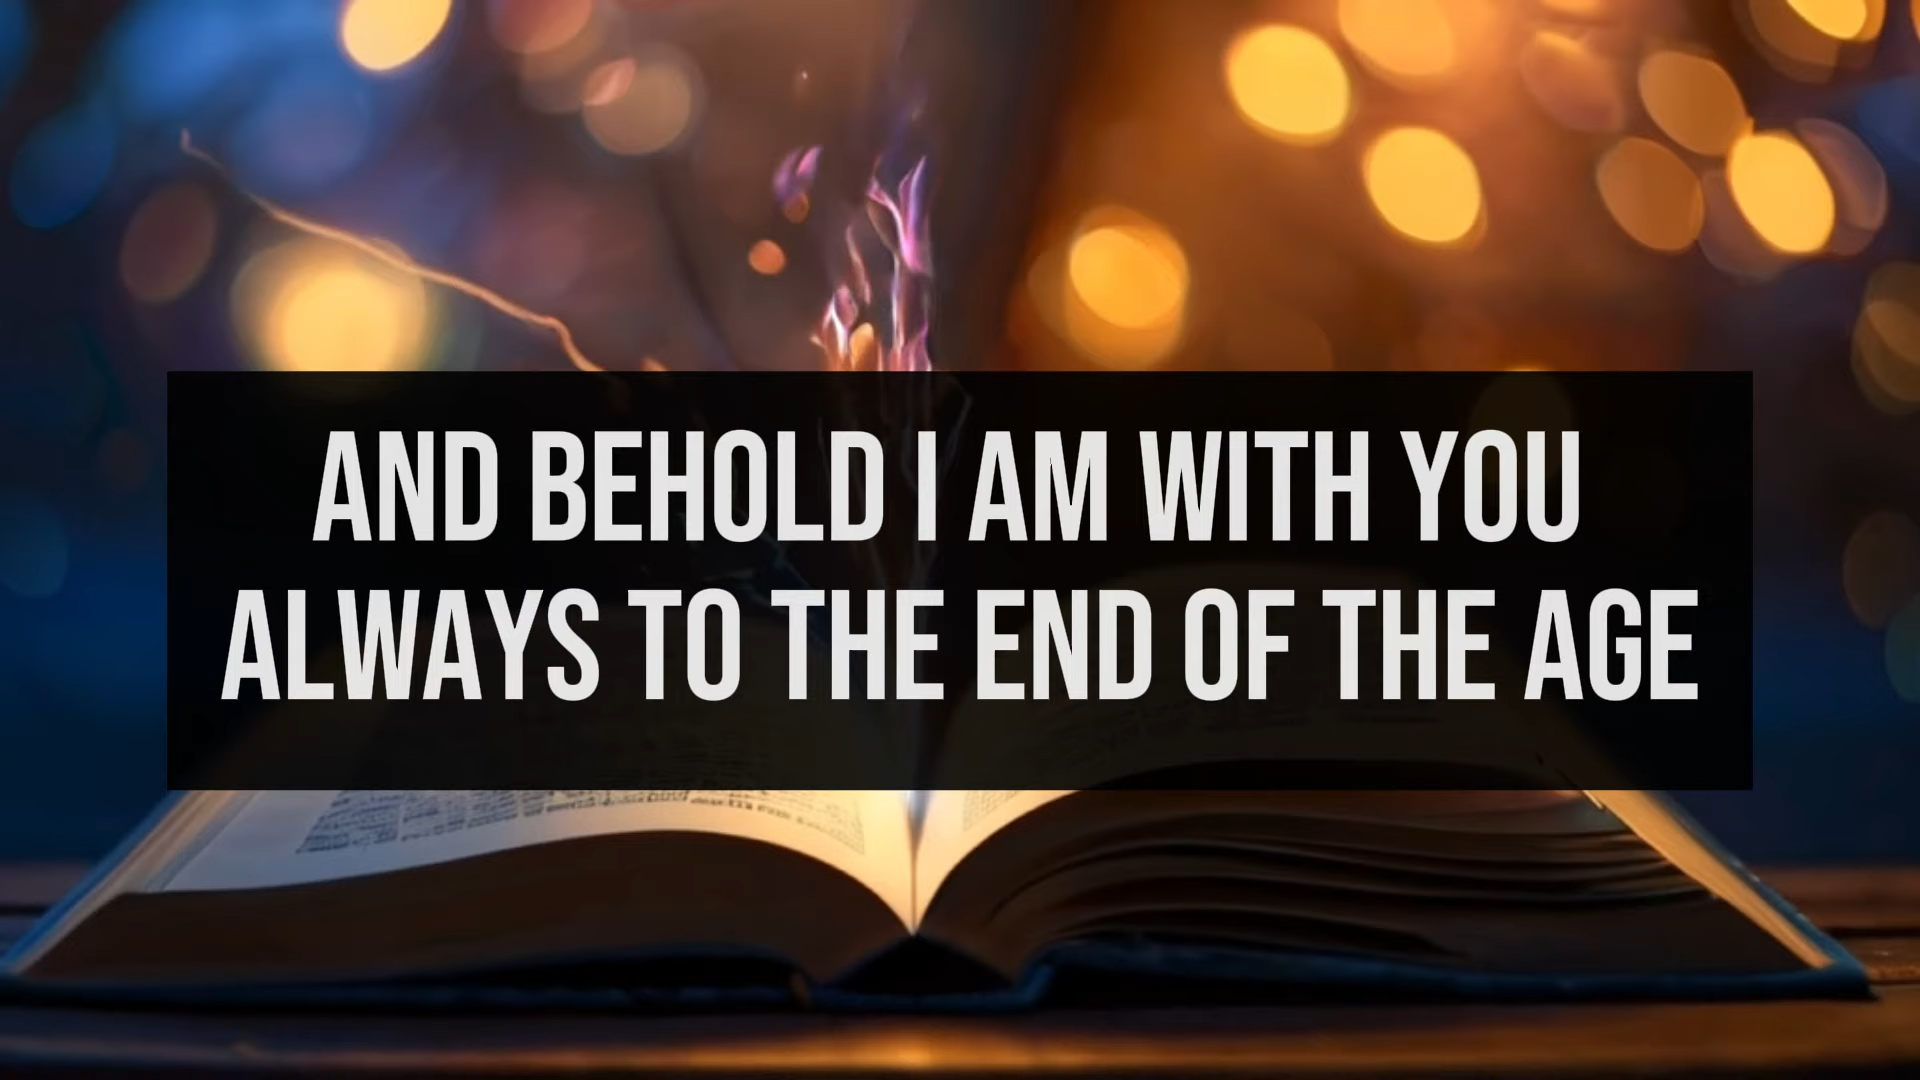 AND BEHOLD I AM WITH YOU
ALWAYS TO THE END OF THE AGE